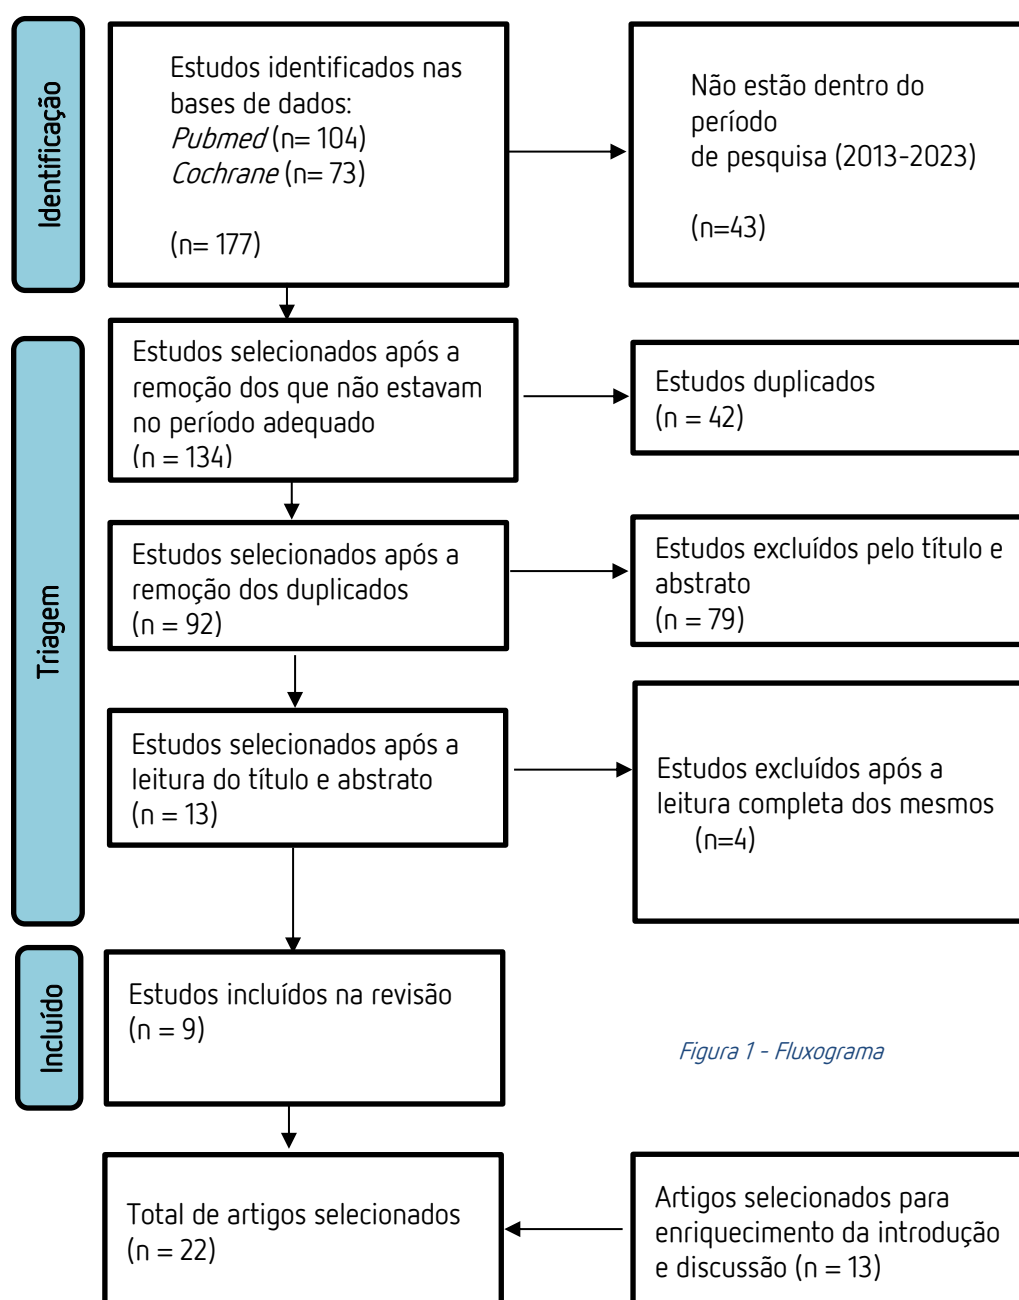 Identificação
Estudos identificados nas
bases de dados:
Pubmed (n= 104)
Cochrane (n= 73)
(n= 177)
Não estão dentro do
período
de pesquisa (2013-2023)
(n=43)
Triagem
Estudos selecionados após a
remoção dos que não estavam
no período adequado
(n = 134)
Estudos duplicados
(n = 42)
Estudos selecionados após a
remoção dos duplicados
(n = 92)
Estudos excluídos pelo título e
abstrato
(n = 79)
Estudos selecionados após a
leitura do título e abstrato
(n = 13)
Estudos excluídos após a
leitura completa dos mesmos
(n=4)
Incluído
Estudos incluídos na revisão
(n = 9)
Figura 1 - Fluxograma
Total de artigos selecionados
(n = 22)
Artigos selecionados para
enriquecimento da introdução
e discussão (n = 13)